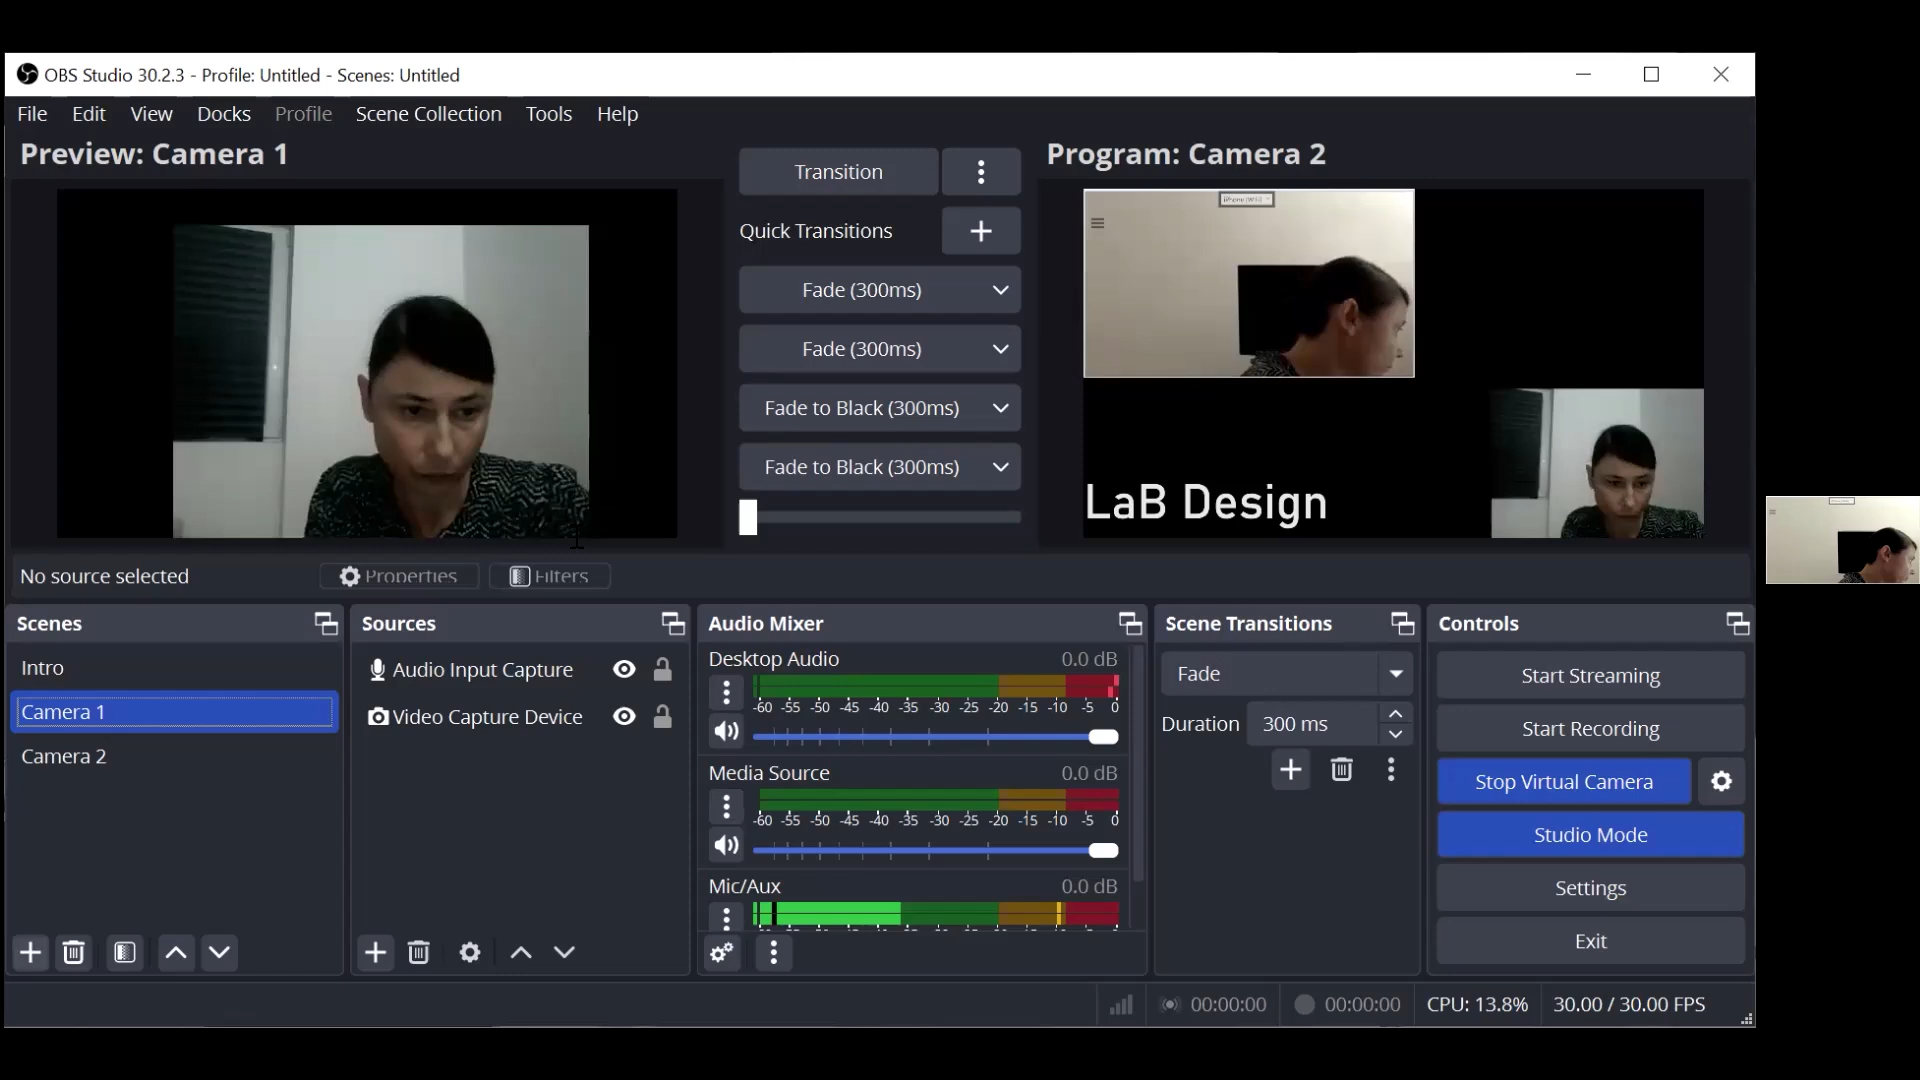 OBS Studio 30.2.3 - Profile: Untitled - Scenes: Untitled
File Edit View Docks Profile Scene Collection Tools Help
Preview: Camera 1
Transition
Quick Transitions
Fade (300ms)
Fade (300ms)
Fade to Black (300ms)
Fade to Black (300ms)
Program: Camera 2
LaB Design
No source selected
Properties
Filters
Scenes
Intro
Camera 1
Camera 2
Sources
Audio Input Capture
Video Capture Device
Audio Mixer
Desktop Audio 0.0 dB
-60 -55 -50 -45 -40 -35 -30 -25 -20 -15 -10 -5 0
Media Source 0.0 dB
-60 -55 -50 -45 -40 -35 -30 -25 -20 -15 -10 -5 0
Mic/Aux 0.0 dB
Scene Transitions
Fade
Duration 300 ms
Controls
Start Streaming
Start Recording
Stop Virtual Camera
Studio Mode
Settings
Exit
00:00:00 00:00:00 CPU: 13.8% 30.00 / 30.00 FPS